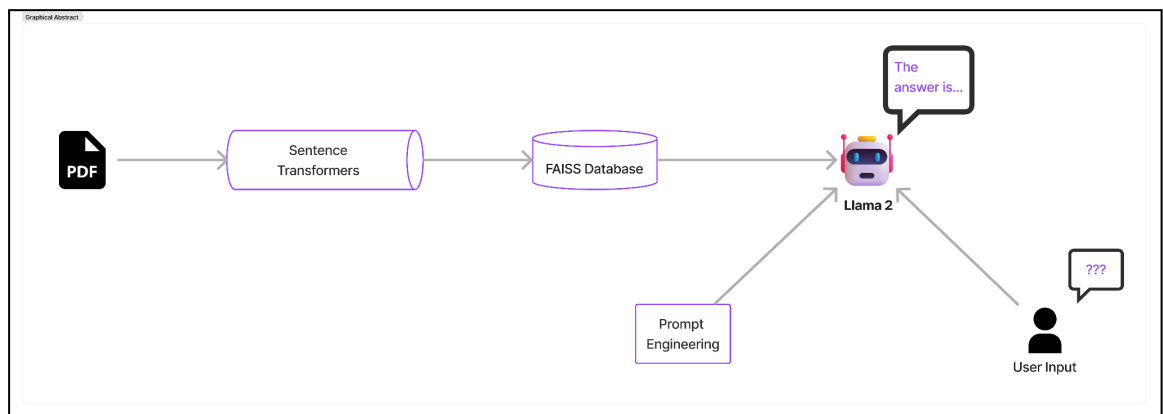 Graphical Abstract
The
answer is...
PDF
Sentence
Transformers
FAISS Database
Llama 2
???
Prompt
Engineering
User Input